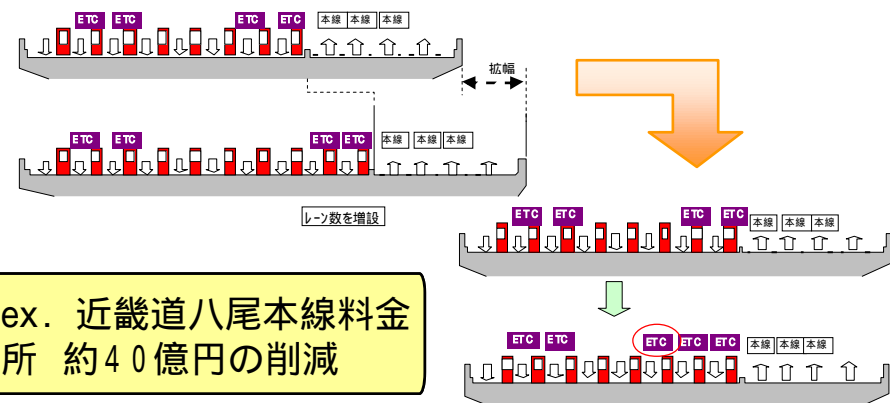 ETC ETC ETC ETC 本線 本線 本線
拡幅
ETC ETC ETC ETC 本線 本線 本線
レーン数を増設
ETC ETC ETC ETC 本線 本線 本線
ex. 近畿道八尾本線料金
所 約40億円の削減
ETC ETC ETC ETC ETC 本線 本線 本線